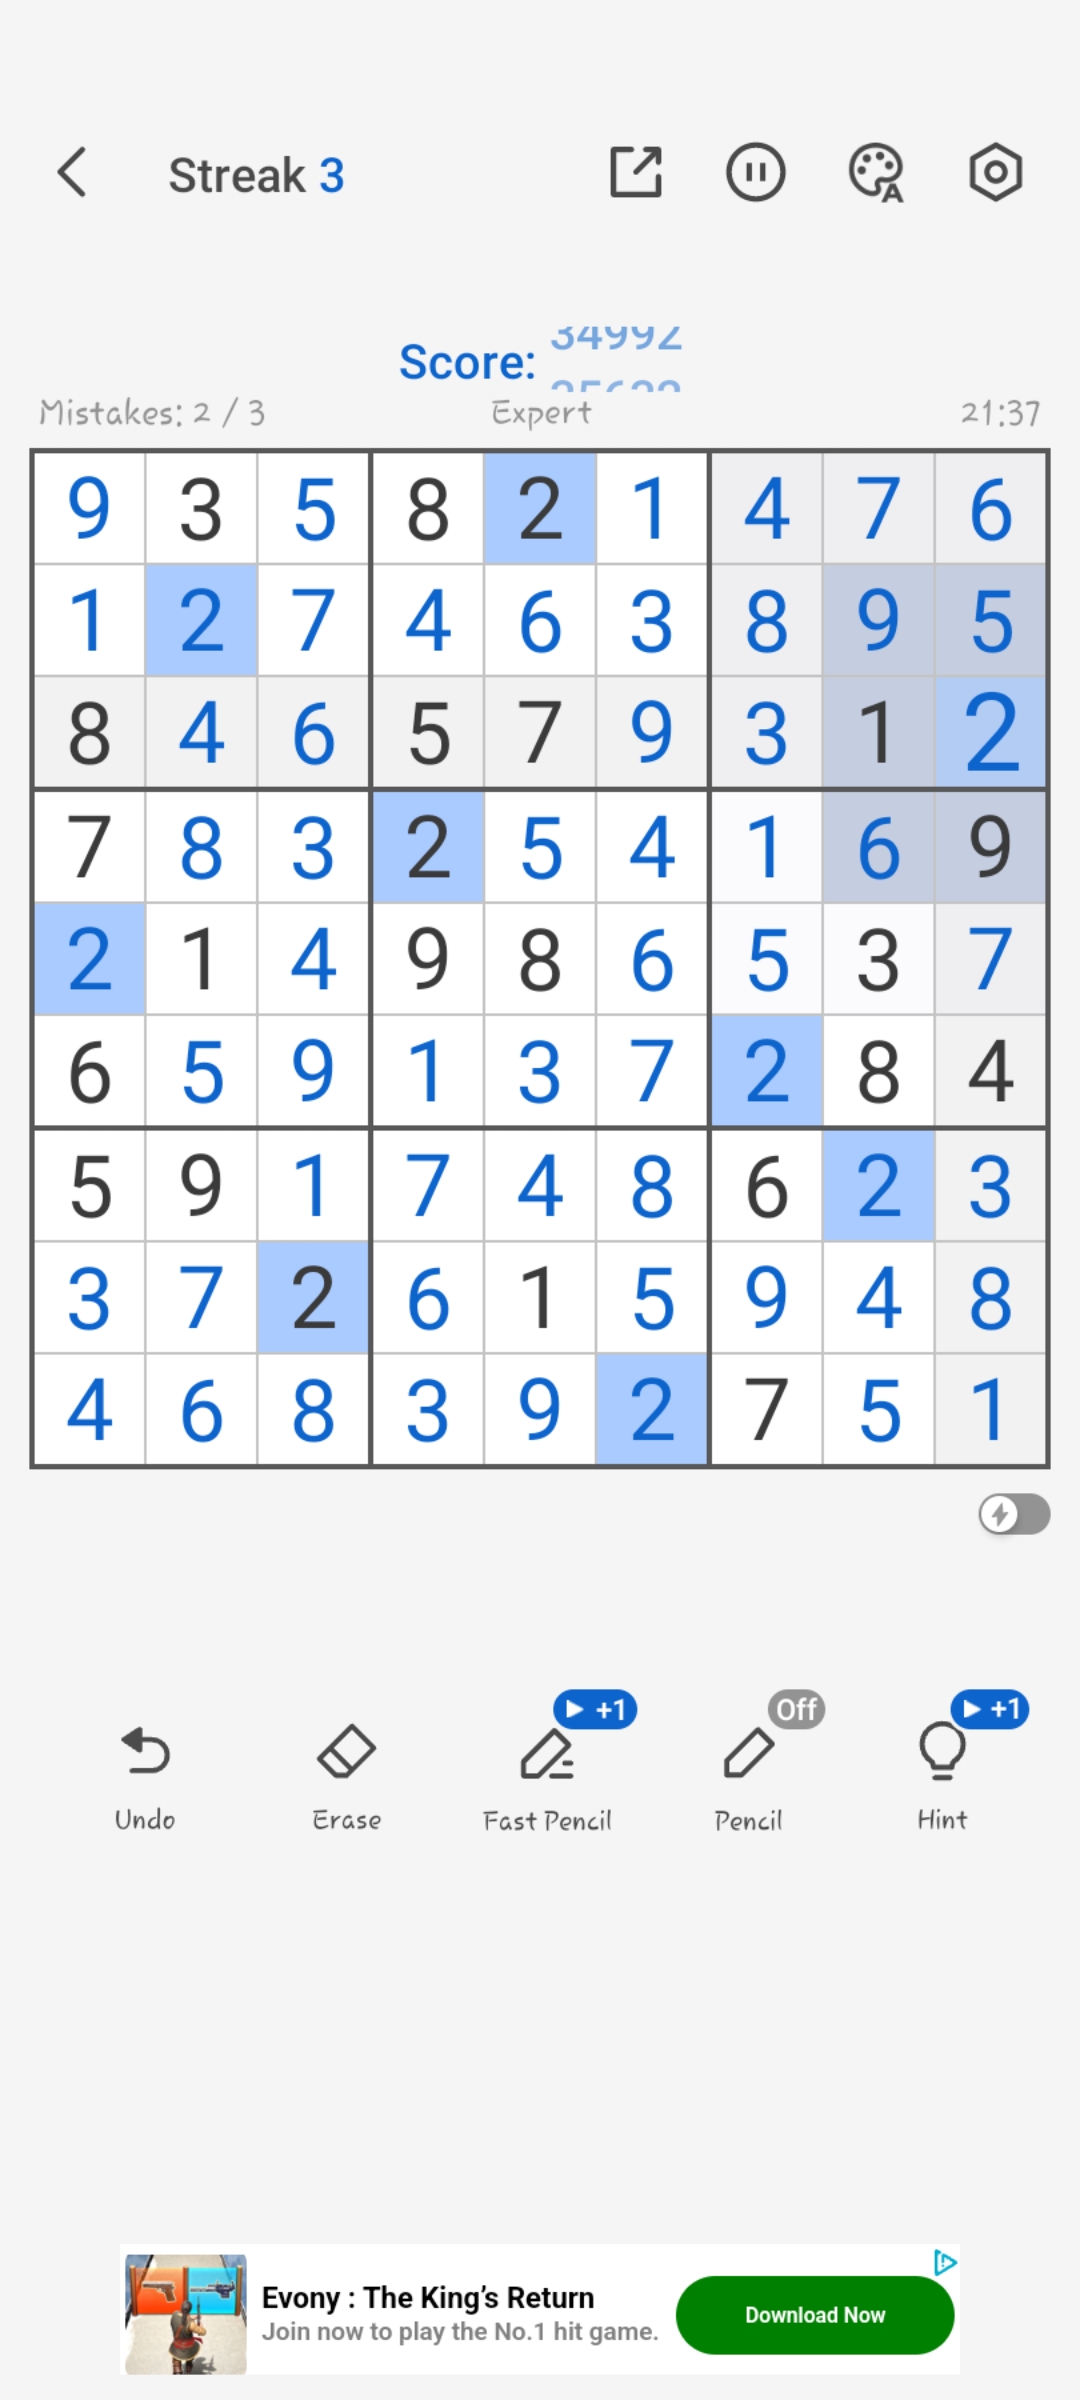 Streak 3
Score: 34992
Mistakes: 2 / 3 Expert 21:37
9 3 5 8 2 1 4 7 6
1 2 7 4 6 3 8 9 5
8 4 6 5 7 9 3 1 2
7 8 3 2 5 4 1 6 9
2 1 4 9 8 6 5 3 7
6 5 9 1 3 7 2 8 4
5 9 1 7 4 8 6 2 3
3 7 2 6 1 5 9 4 8
4 6 8 3 9 2 7 5 1
+1 Off +1
Undo Erase Fast Pencil Pencil Hint
Evony : The King's Return
Join now to play the No.1 hit game.
Download Now